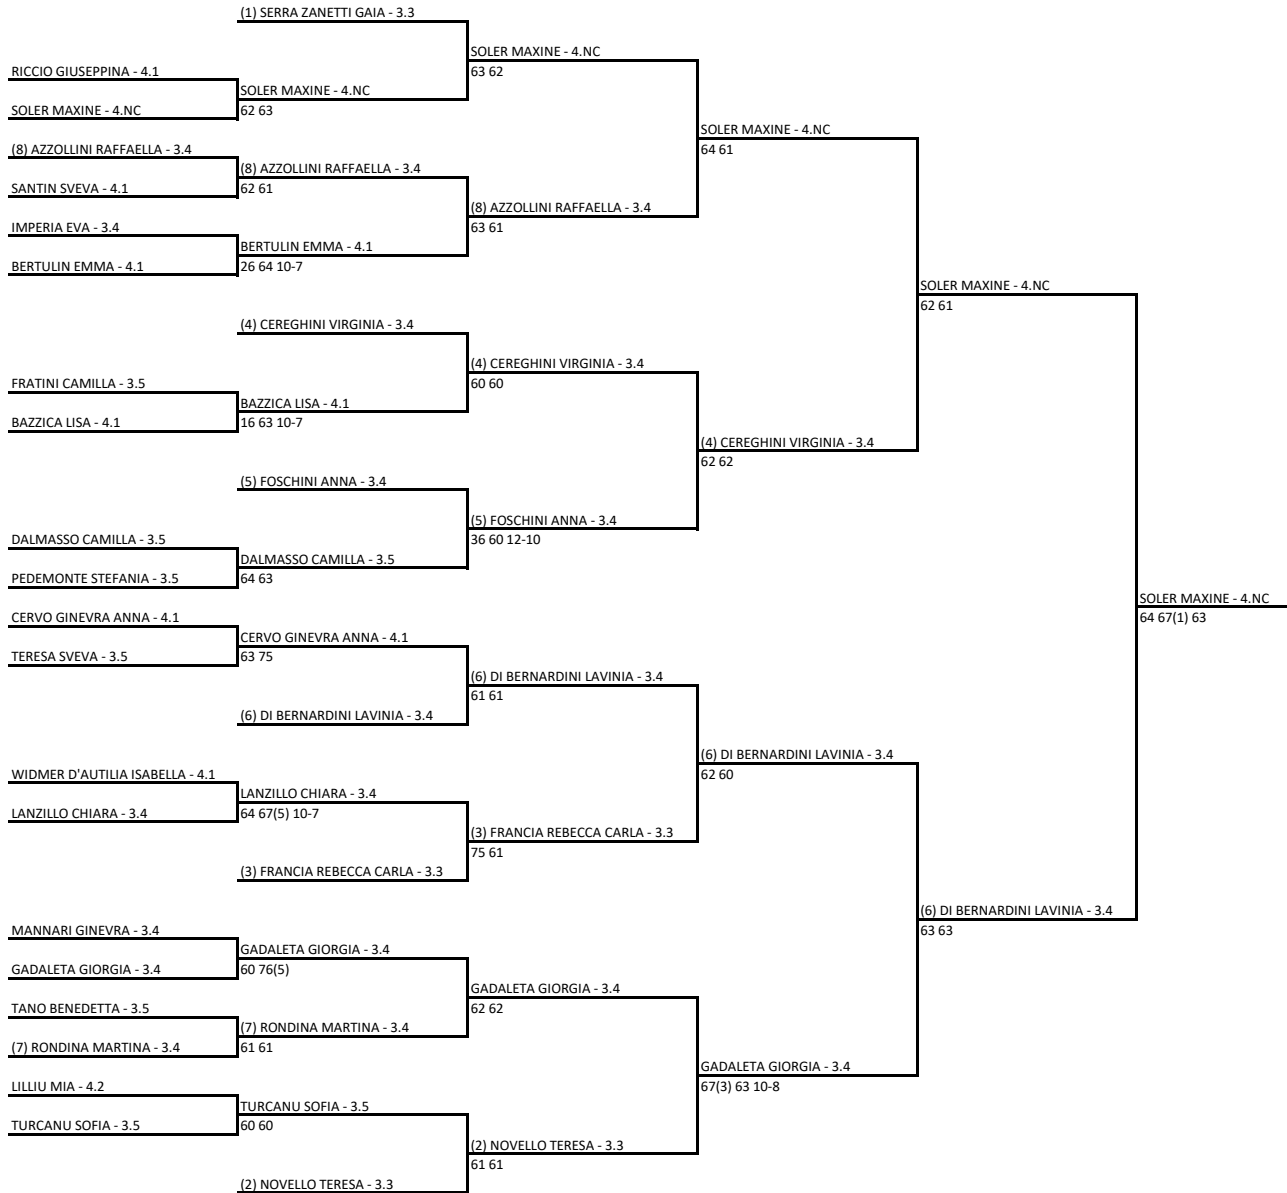 (1) SERRA ZANETTI GAIA - 3.3
SOLER MAXINE - 4.NC
63 62
RICCIO GIUSEPPINA - 4.1
SOLER MAXINE - 4.NC
62 63
SOLER MAXINE - 4.NC
SOLER MAXINE - 4.NC
64 61
(8) AZZOLLINI RAFFAELLA - 3.4
(8) AZZOLLINI RAFFAELLA - 3.4
62 61
SANTIN SVEVA - 4.1
(8) AZZOLLINI RAFFAELLA - 3.4
63 61
IMPERIA EVA - 3.4
BERTULIN EMMA - 4.1
26 64 10-7
BERTULIN EMMA - 4.1
SOLER MAXINE - 4.NC
62 61
(4) CEREGHINI VIRGINIA - 3.4
(4) CEREGHINI VIRGINIA - 3.4
60 60
FRATINI CAMILLA - 3.5
BAZZICA LISA - 4.1
16 63 10-7
BAZZICA LISA - 4.1
(4) CEREGHINI VIRGINIA - 3.4
62 62
(5) FOSCHINI ANNA - 3.4
(5) FOSCHINI ANNA - 3.4
36 60 12-10
DALMASSO CAMILLA - 3.5
DALMASSO CAMILLA - 3.5
64 63
PEDEMONTE STEFANIA - 3.5
SOLER MAXINE - 4.NC
64 67(1) 63
CERVO GINEVRA ANNA - 4.1
CERVO GINEVRA ANNA - 4.1
63 75
TERESA SVEVA - 3.5
(6) DI BERNARDINI LAVINIA - 3.4
61 61
(6) DI BERNARDINI LAVINIA - 3.4
(6) DI BERNARDINI LAVINIA - 3.4
62 60
WIDMER D'AUTILIA ISABELLA - 4.1
LANZILLO CHIARA - 3.4
64 67(5) 10-7
LANZILLO CHIARA - 3.4
(3) FRANCIA REBECCA CARLA - 3.3
75 61
(3) FRANCIA REBECCA CARLA - 3.3
(6) DI BERNARDINI LAVINIA - 3.4
63 63
MANNARI GINEVRA - 3.4
GADALETA GIORGIA - 3.4
60 76(5)
GADALETA GIORGIA - 3.4
GADALETA GIORGIA - 3.4
62 62
TANO BENEDETTA - 3.5
(7) RONDINA MARTINA - 3.4
61 61
(7) RONDINA MARTINA - 3.4
GADALETA GIORGIA - 3.4
67(3) 63 10-8
LILLIU MIA - 4.2
TURCANU SOFIA - 3.5
60 60
TURCANU SOFIA - 3.5
(2) NOVELLO TERESA - 3.3
61 61
(2) NOVELLO TERESA - 3.3